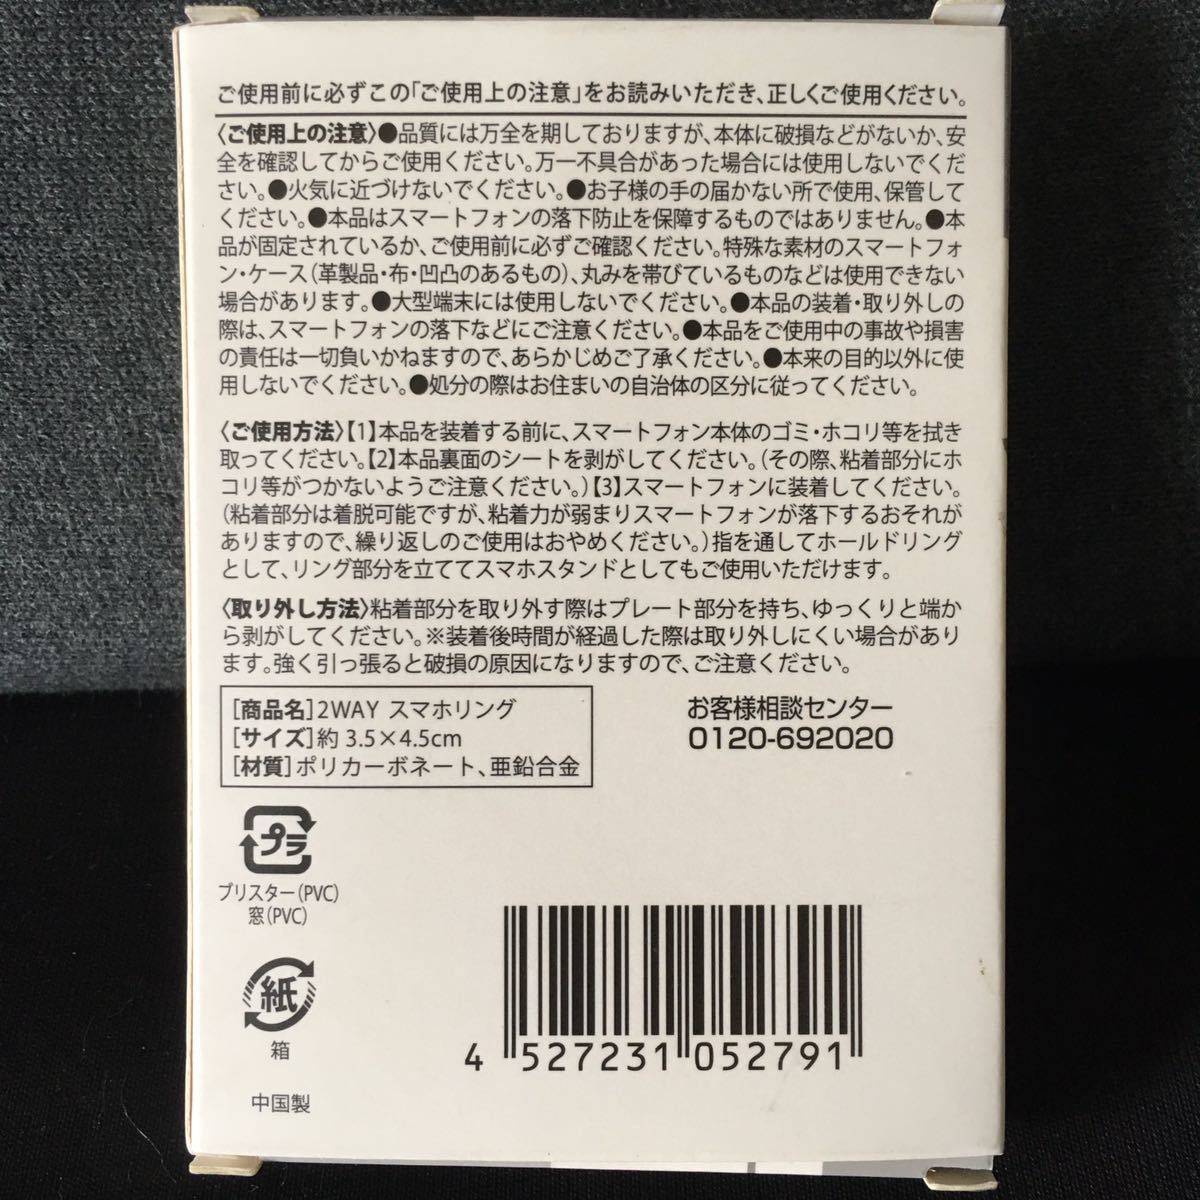 ご使用前に必ずこの「ご使用上の注意」をお読みいただき、正しくご使用ください。
〈ご使用上の注意〉●品質には万全を期しておりますが、本体に破損などがないか、安
全を確認してからご使用ください。万一不具合があった場合には使用しないでくだ
さい。●火気に近づけないでください。●お子様の手の届かない所で使用、保管して
ください。●本品はスマートフォンの落下防止を保障するものではありません。●本
品が固定されているか、ご使用前に必ずご確認ください。特殊な素材のスマートフォ
ン・ケース(革製品・布・凹凸のあるもの)、丸みを帯びているものなどは使用できない
場合があります。●大型端末には使用しないでください。●本品の装着・取り外しの
際は、スマートフォンの落下などにご注意ください。●本品をご使用中の事故や損害
の責任は一切負いかねますので、あらかじめご了承ください。●本来の目的以外に使
用しないでください。●処分の際はお住まいの自治体の区分に従ってください。
〈ご使用方法〉【1】本品を装着する前に、スマートフォン本体のゴミ・ホコリ等を拭き
取ってください。【2】本品裏面のシートを剥がしてください。(その際、粘着部分にホ
コリ等がつかないようご注意ください。)【3】スマートフォンに装着してください。
(粘着部分は着脱可能ですが、粘着力が弱まりスマートフォンが落下するおそれが
ありますので、繰り返しのご使用はおやめください。)指を通してホールドリング
として、リング部分を立ててスマホスタンドとしてもご使用いただけます。
〈取り外し方法〉粘着部分を取り外す際はプレート部分を持ち、ゆっくりと端か
ら剥がしてください。※装着後時間が経過した際は取り外しにくい場合があり
ます。強く引っ張ると破損の原因になりますので、ご注意ください。
[商品名]2WAY スマホリング
[サイズ]約 3.5×4.5cm
[材質]ポリカーボネート、亜鉛合金
お客様相談センター
0120-692020
プラ
ブリスター(PVC)
窓(PVC)
紙
箱
中国製
4 527231 052791